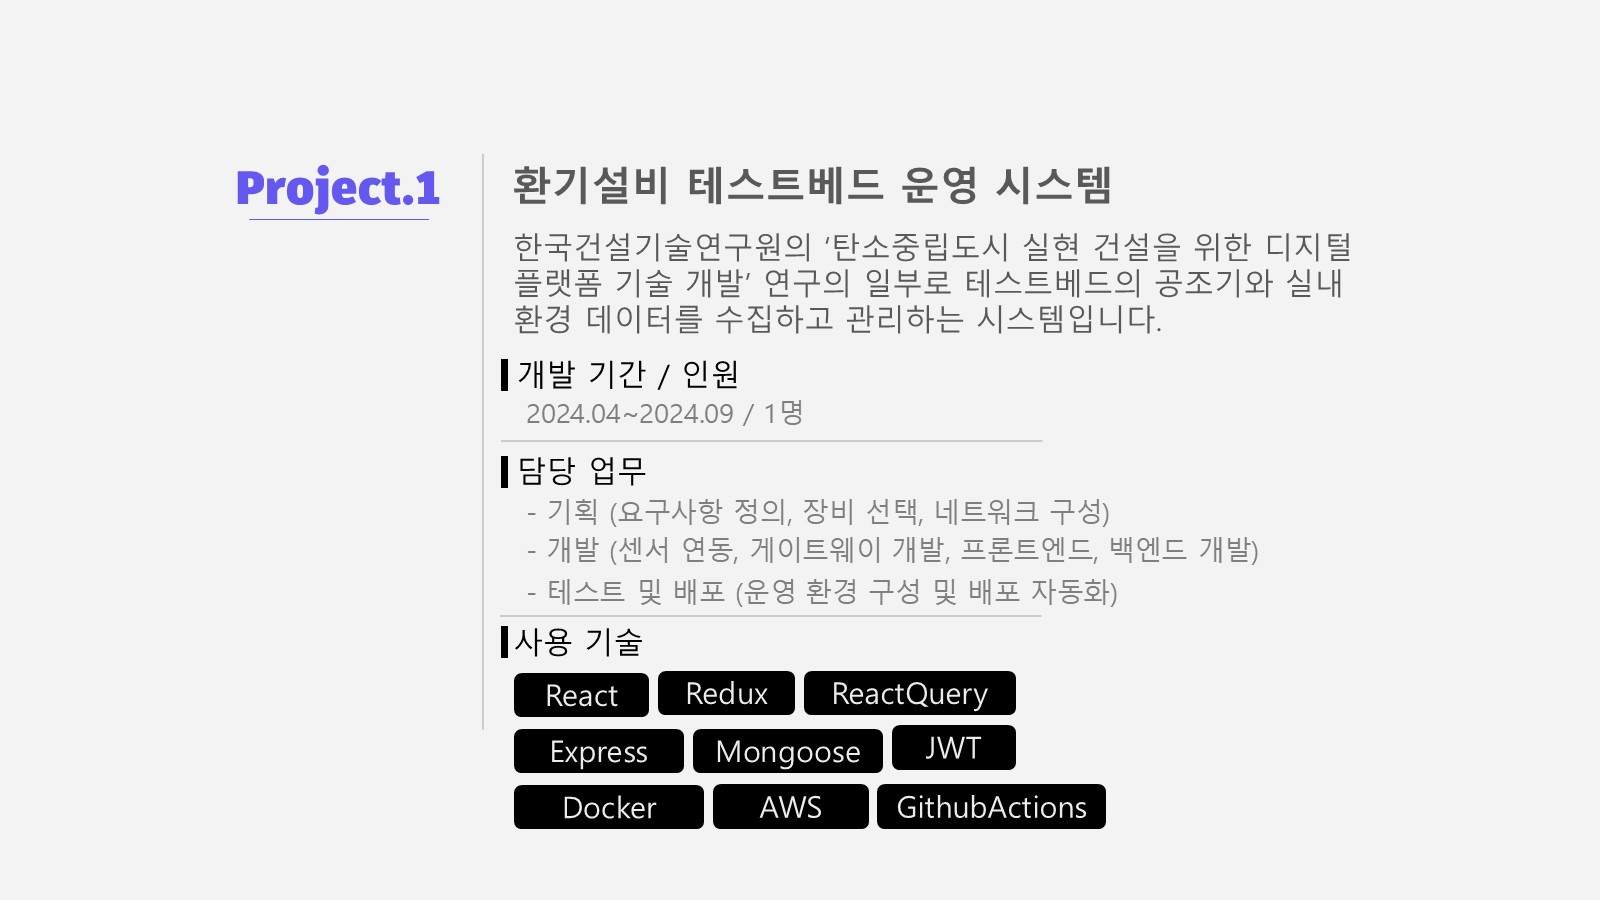 Project.1
환기설비 테스트베드 운영 시스템
한국건설기술연구원의 ‘탄소중립도시 실현 건설을 위한 디지털
플랫폼 기술 개발’ 연구의 일부로 테스트베드의 공조기와 실내
환경 데이터를 수집하고 관리하는 시스템입니다.
개발 기간 / 인원
2024.04~2024.09 / 1명
담당 업무
- 기획 (요구사항 정의, 장비 선택, 네트워크 구성)
- 개발 (센서 연동, 게이트웨이 개발, 프론트엔드, 백엔드 개발)
- 테스트 및 배포 (운영 환경 구성 및 배포 자동화)
사용 기술
React Redux ReactQuery
Express Mongoose JWT
Docker AWS GithubActions